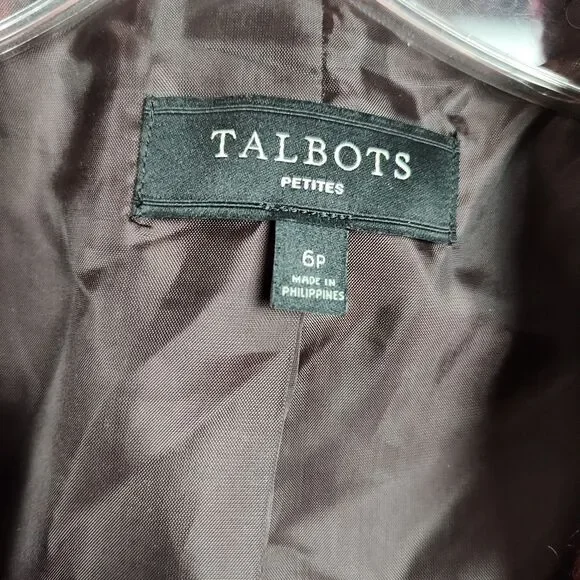 TALBOTS
PETITES
6P
MADE IN
PHILIPPINES